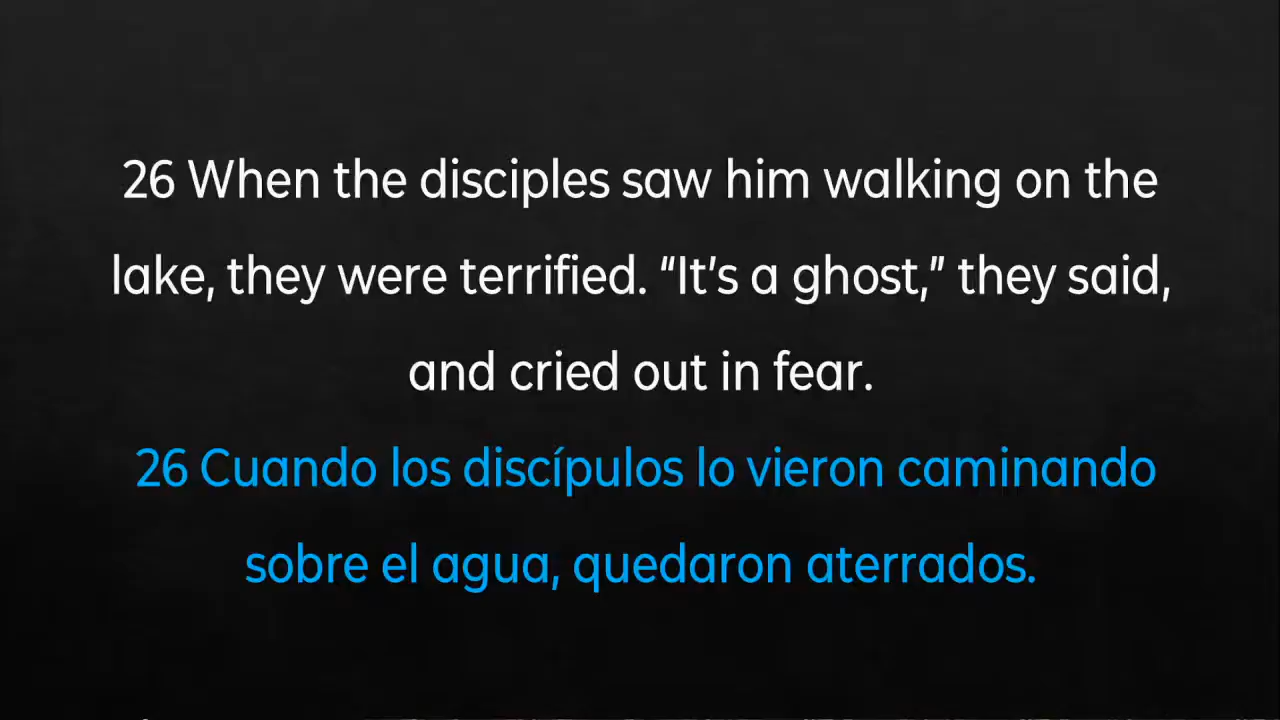 26 When the disciples saw him walking on the
lake, they were terrified. “It’s a ghost,” they said,
and cried out in fear.
26 Cuando los discípulos lo vieron caminando
sobre el agua, quedaron aterrados.